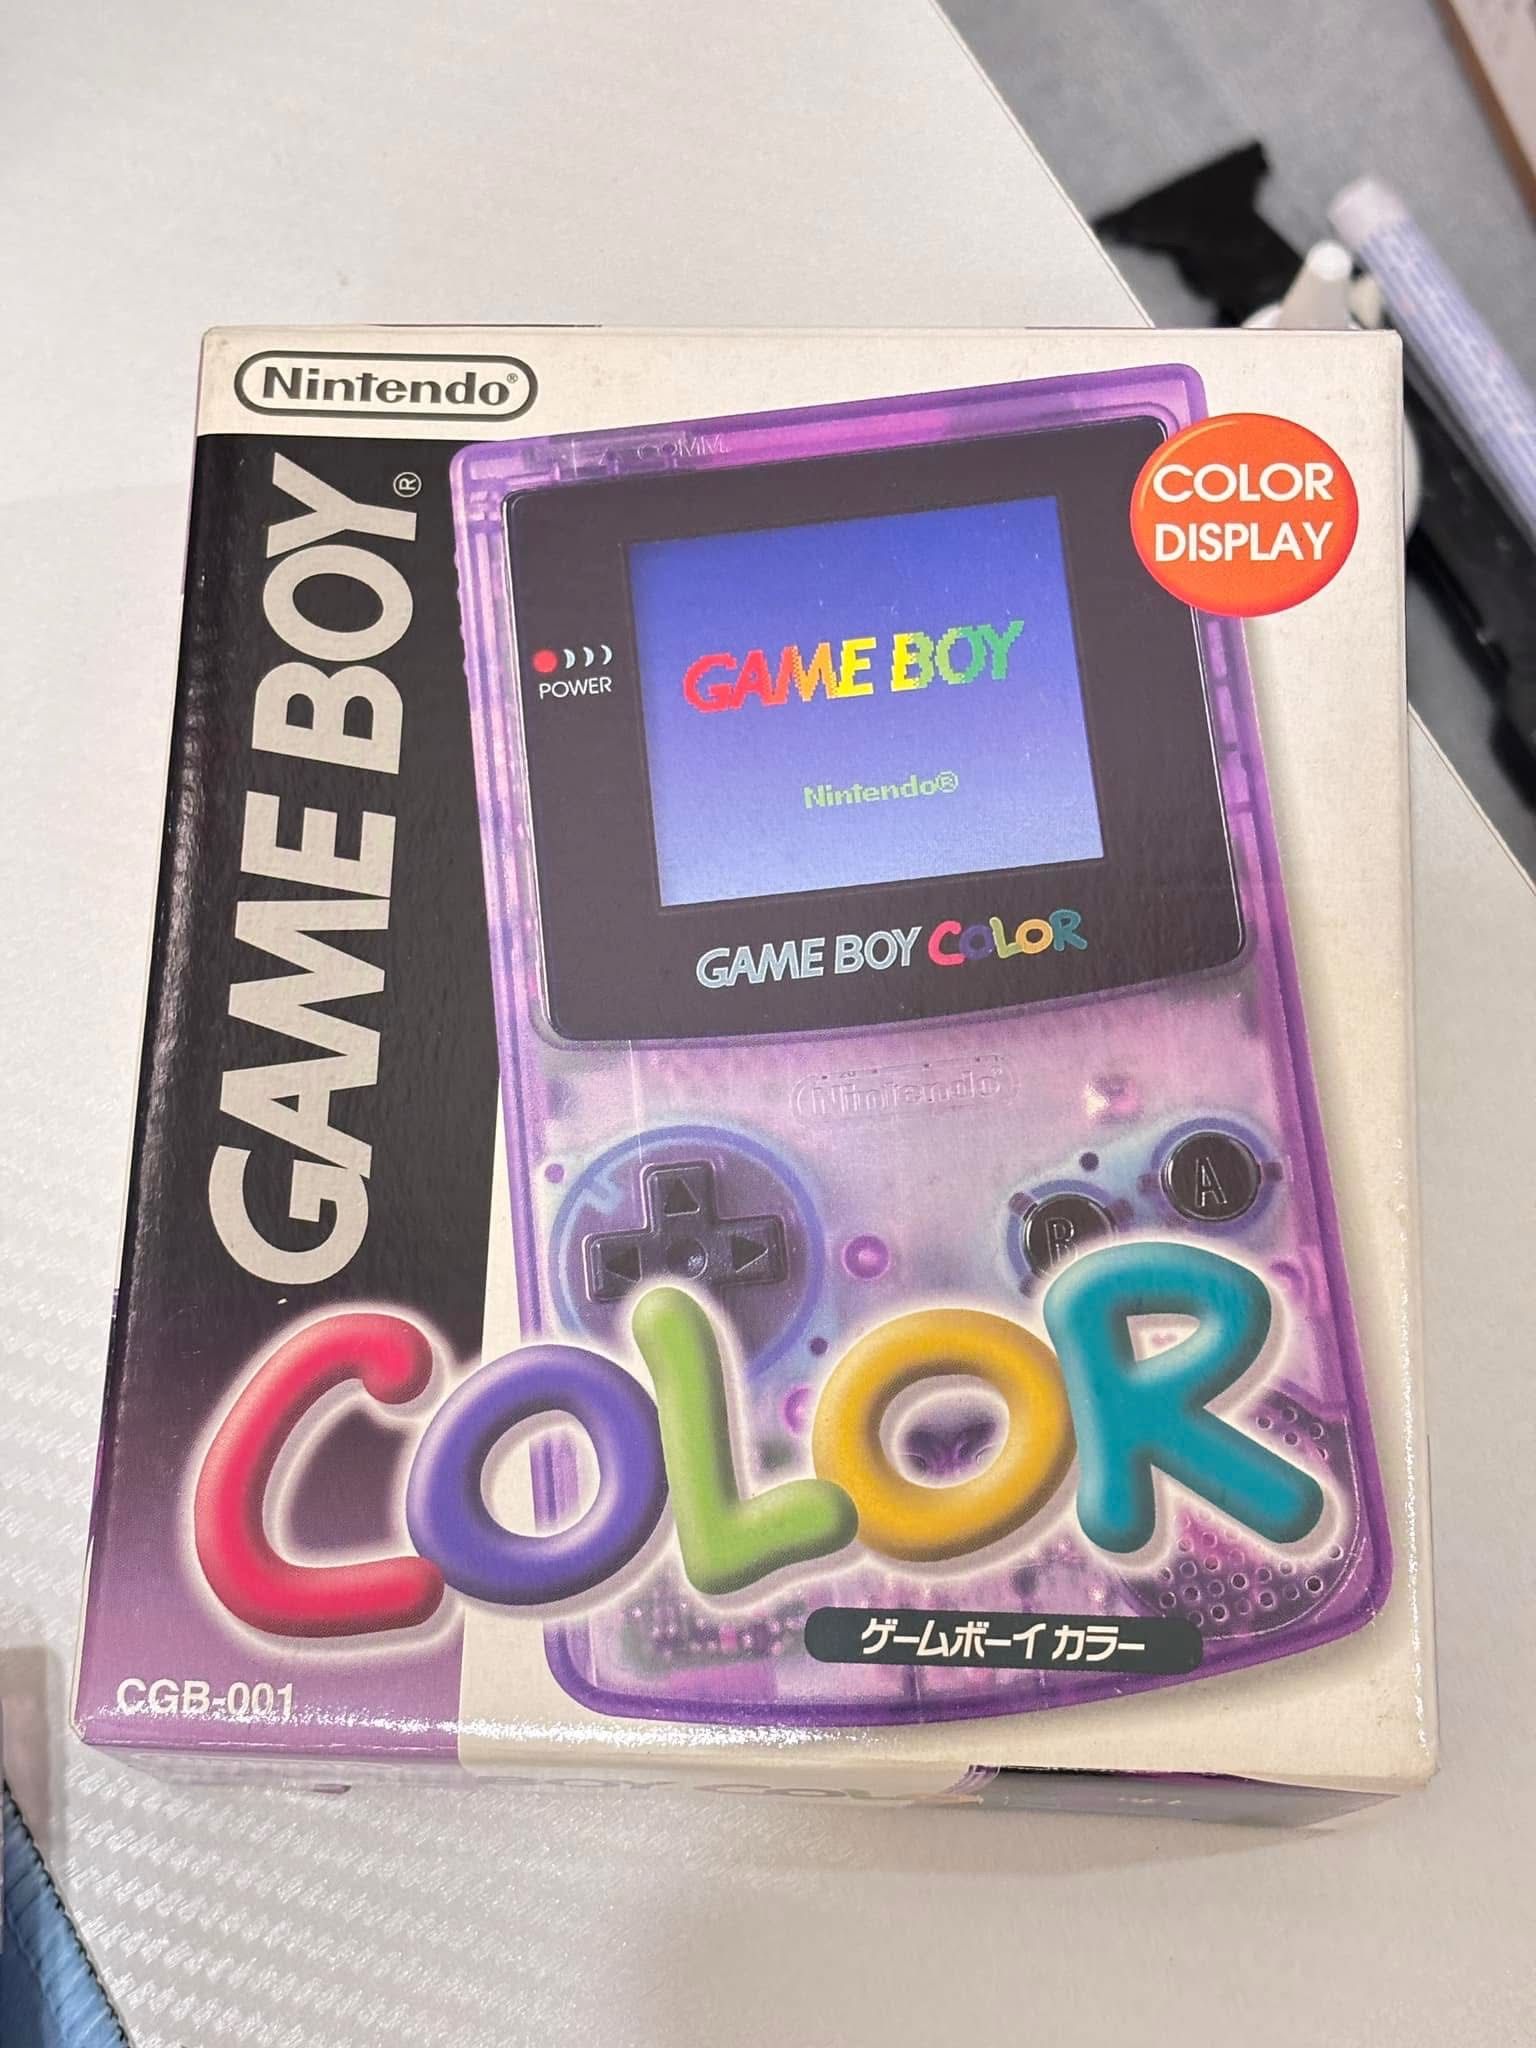 Nintendo®
GAME BOY®
COMM.
COLOR
DISPLAY
POWER
GAME BOY
Nintendo®
GAME BOY COLOR
Nintendo®
A
B
COLOR
ゲームボーイ カラー
CGB-001